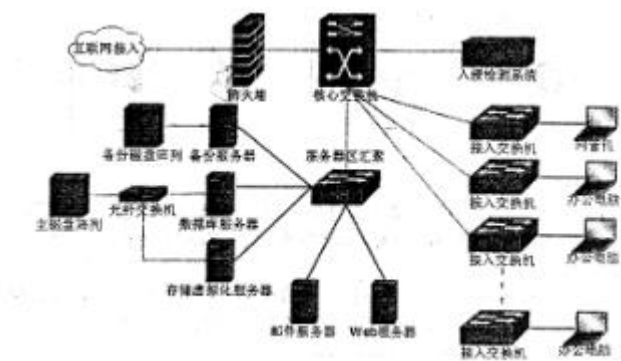 互联网接入
防火墙
核心交换机
入侵检测系统
备份磁盘阵列
备份服务器
服务器区汇聚
接入交换机
网管机
接入交换机
办公电脑
主磁盘阵列
光纤交换机
数据库服务器
接入交换机
办公电脑
存储虚拟化服务器
邮件服务器
Web服务器
接入交换机
办公电脑